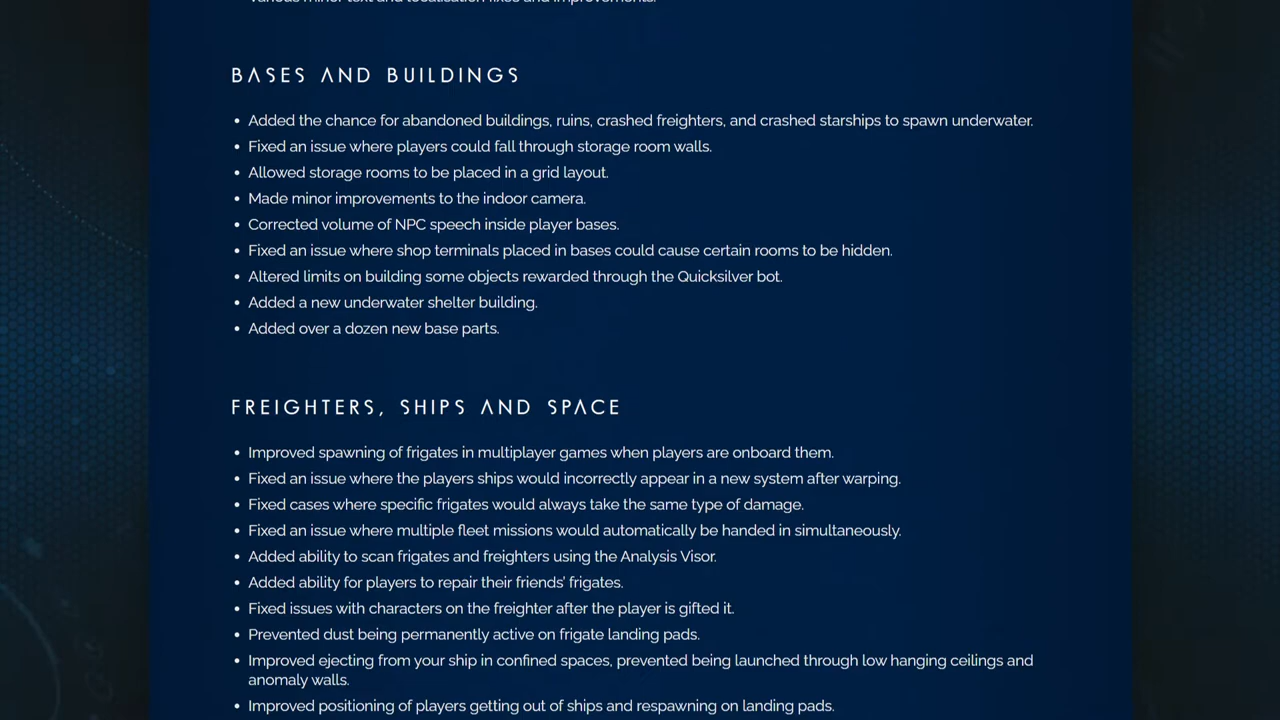 Various minor text and localisation fixes and improvements.
BASES AND BUILDINGS
• Added the chance for abandoned buildings, ruins, crashed freighters, and crashed starships to spawn underwater.
• Fixed an issue where players could fall through storage room walls.
• Allowed storage rooms to be placed in a grid layout.
• Made minor improvements to the indoor camera.
• Corrected volume of NPC speech inside player bases.
• Fixed an issue where shop terminals placed in bases could cause certain rooms to be hidden.
• Altered limits on building some objects rewarded through the Quicksilver bot.
• Added a new underwater shelter building.
• Added over a dozen new base parts.
FREIGHTERS, SHIPS AND SPACE
• Improved spawning of frigates in multiplayer games when players are onboard them.
• Fixed an issue where the players ships would incorrectly appear in a new system after warping.
• Fixed cases where specific frigates would always take the same type of damage.
• Fixed an issue where multiple fleet missions would automatically be handed in simultaneously.
• Added ability to scan frigates and freighters using the Analysis Visor.
• Added ability for players to repair their friends' frigates.
• Fixed issues with characters on the freighter after the player is gifted it.
• Prevented dust being permanently active on frigate landing pads.
• Improved ejecting from your ship in confined spaces, prevented being launched through low hanging ceilings and
anomaly walls.
• Improved positioning of players getting out of ships and respawning on landing pads.